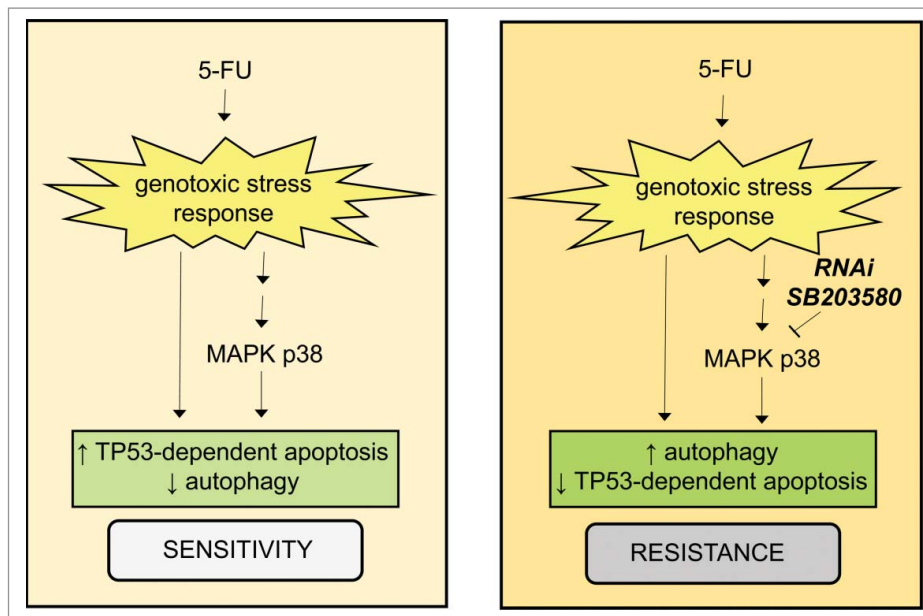 5-FU
genotoxic stress
response
MAPK p38
↑ TP53-dependent apoptosis
↓ autophagy
SENSITIVITY
5-FU
genotoxic stress
response
RNAi
SB203580
MAPK p38
↑ autophagy
↓ TP53-dependent apoptosis
RESISTANCE